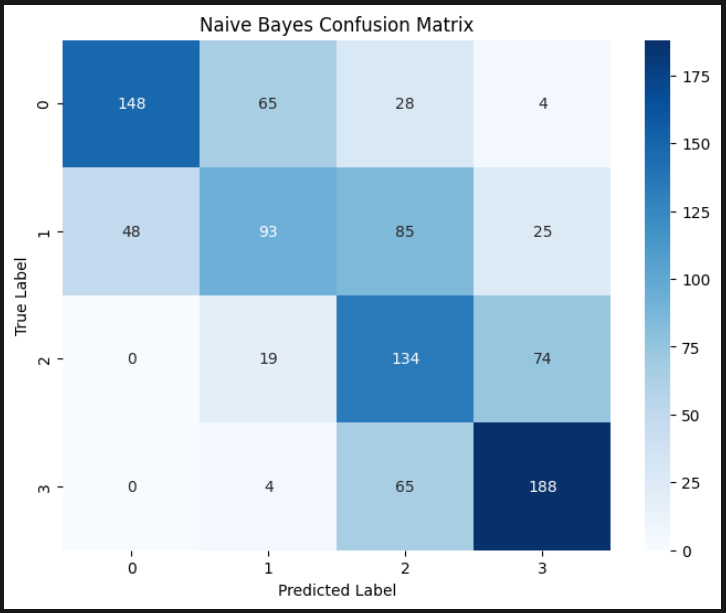 Naive Bayes Confusion Matrix
True Label
0 148 65 28 4
1 48 93 85 25
2 0 19 134 74
3 0 4 65 188
0 1 2 3
Predicted Label
175
150
125
100
75
50
25
0